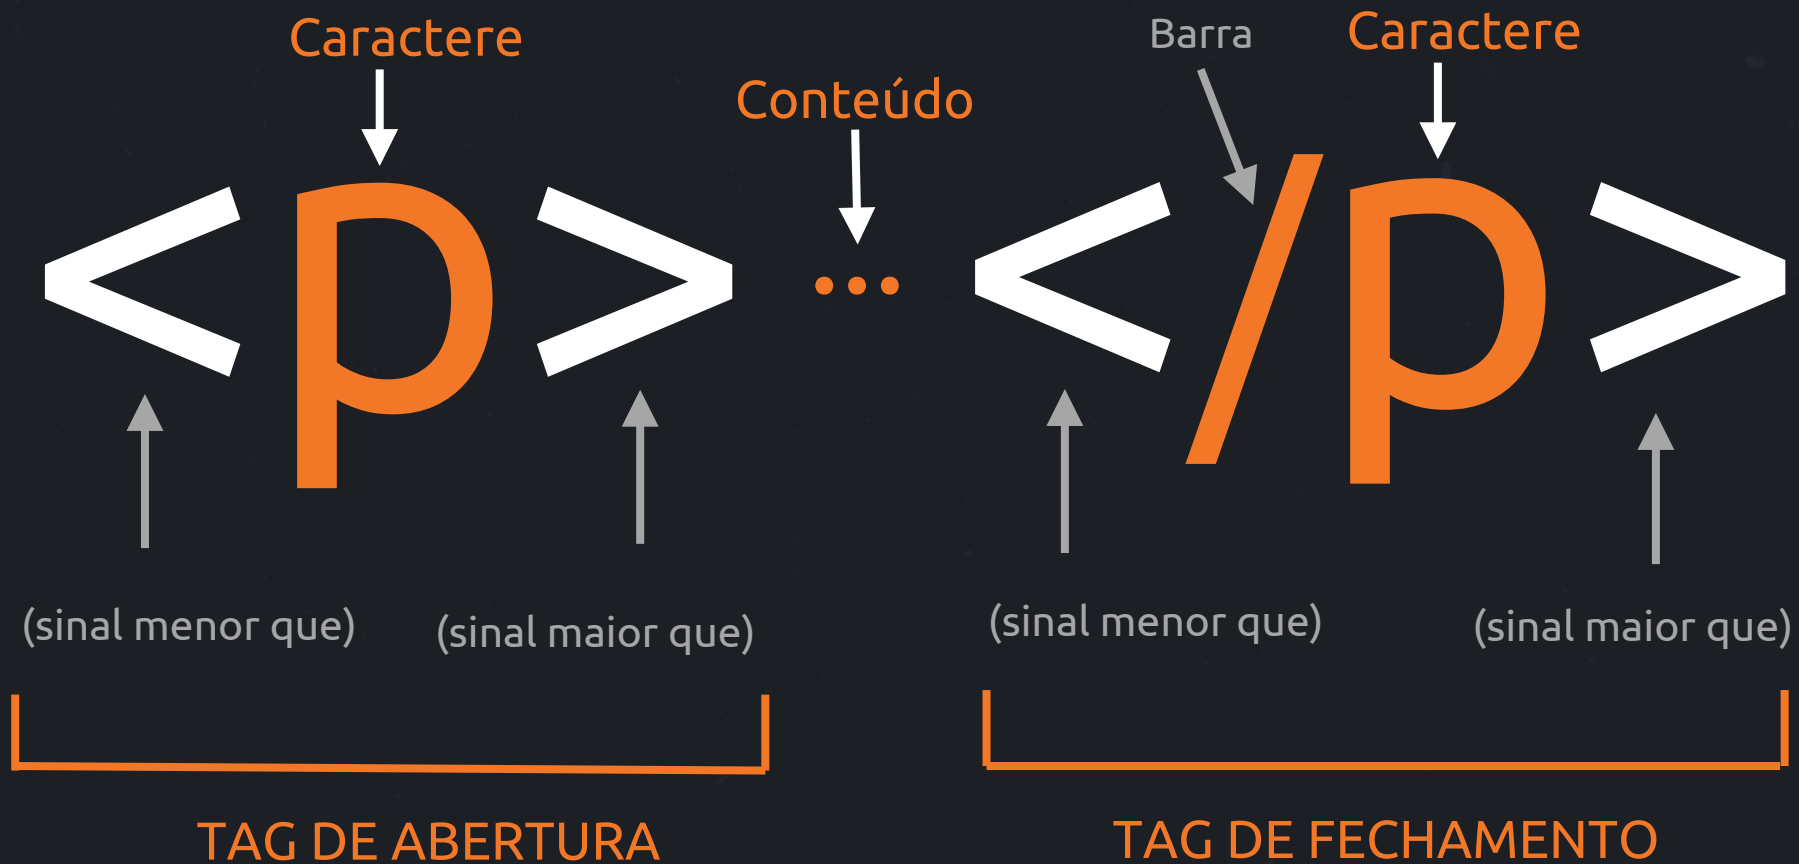 Caractere
Barra
Caractere
Conteúdo
<p> ... </p>
(sinal menor que)
(sinal maior que)
(sinal menor que)
(sinal maior que)
TAG DE ABERTURA
TAG DE FECHAMENTO